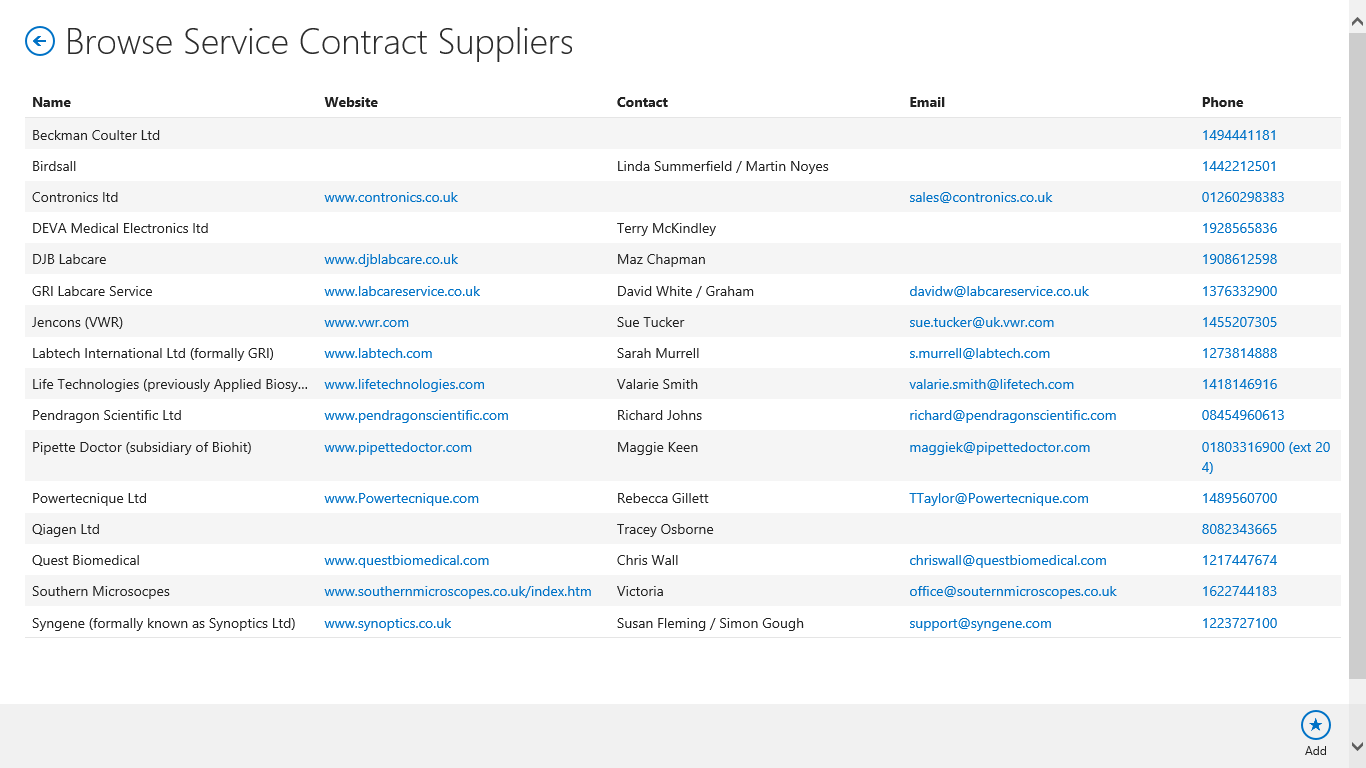 Browse Service Contract Suppliers
Name Website Contact Email Phone
Beckman Coulter Ltd 1494441181
Birdsall Linda Summerfield / Martin Noyes 1442212501
Contronics ltd www.contronics.co.uk sales@contronics.co.uk 01260298383
DEVA Medical Electronics ltd Terry McKindley 1928565836
DJB Labcare www.djblabcare.co.uk Maz Chapman 1908612598
GRI Labcare Service www.labcareservice.co.uk David White / Graham davidw@labcareservice.co.uk 1376332900
Jencons (VWR) www.vwr.com Sue Tucker sue.tucker@uk.vwr.com 1455207305
Labtech International Ltd (formally GRI) www.labtech.com Sarah Murrell s.murrell@labtech.com 1273814888
Life Technologies (previously Applied Biosy... www.lifetechnologies.com Valarie Smith valarie.smith@lifetech.com 1418146916
Pendragon Scientific Ltd www.pendragonscientific.com Richard Johns richard@pendragonscientific.com 08454960613
Pipette Doctor (subsidiary of Biohit) www.pipettedoctor.com Maggie Keen maggiek@pipettedoctor.com 01803316900 (ext 20
4)
Powertecnique Ltd www.Powertecnique.com Rebecca Gillett TTaylor@Powertecnique.com 1489560700
Qiagen Ltd Tracey Osborne 8082343665
Quest Biomedical www.questbiomedical.com Chris Wall chriswall@questbiomedical.com 1217447674
Southern Microsocpes www.southernmicroscopes.co.uk/index.htm Victoria office@souternmicroscopes.co.uk 1622744183
Syngene (formally known as Synoptics Ltd) www.synoptics.co.uk Susan Fleming / Simon Gough support@syngene.com 1223727100
Add